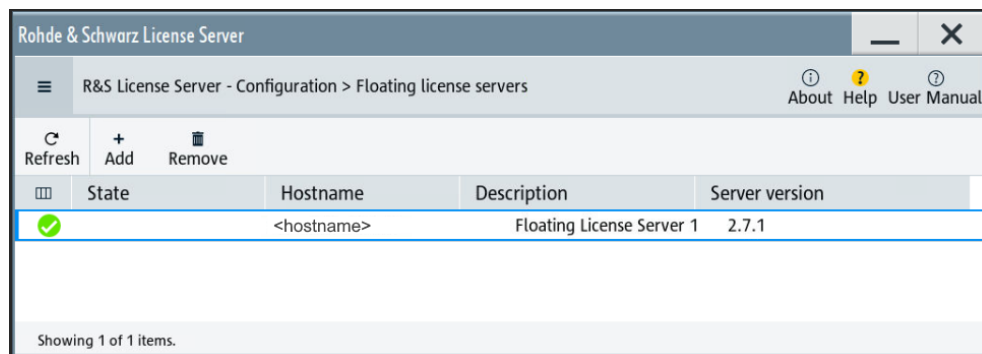 Rohde & Schwarz License Server
R&S License Server - Configuration > Floating license servers
About Help User Manual
Refresh Add Remove
State Hostname Description Server version
<hostname> Floating License Server 1 2.7.1
Showing 1 of 1 items.